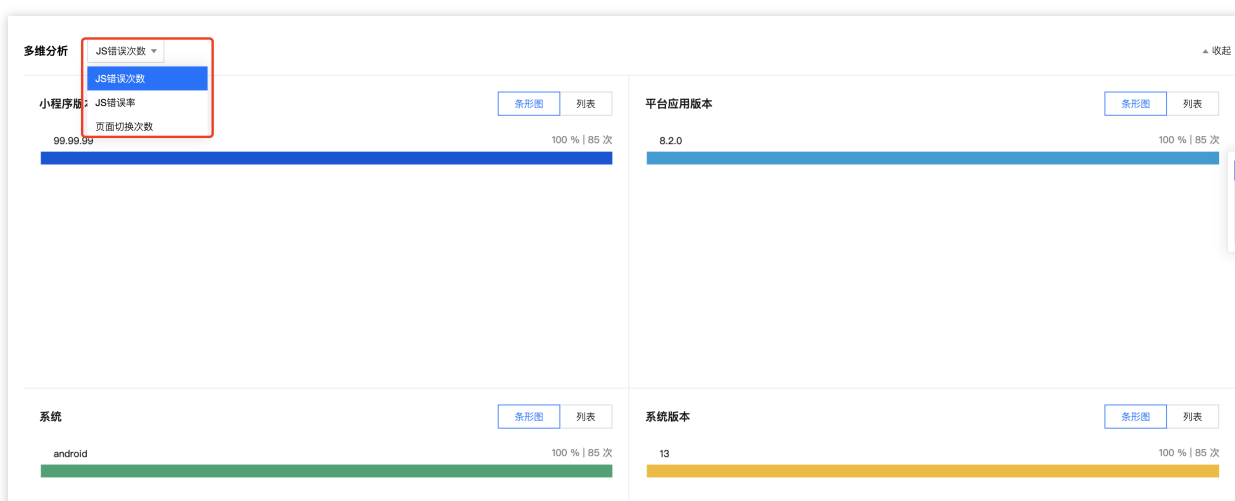 多维分析 JS错误次数 收起
JS错误次数
小程序版 JS错误率 条形图 列表 平台应用版本 条形图 列表
页面切换次数
99.99.99 100 % | 85 次 8.2.0 100 % | 85 次
系统 条形图 列表 系统版本 条形图 列表
android 100 % | 85 次 13 100 % | 85 次